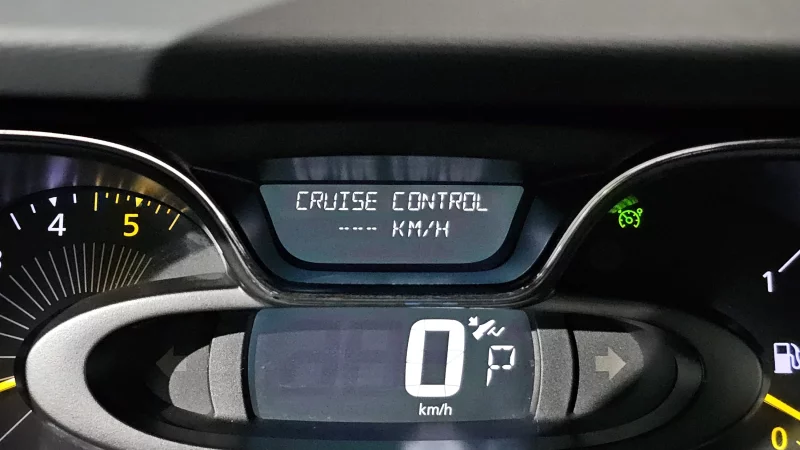 CRUISE CONTROL
--- KM/H
4 5
1
0 P
km/h
0